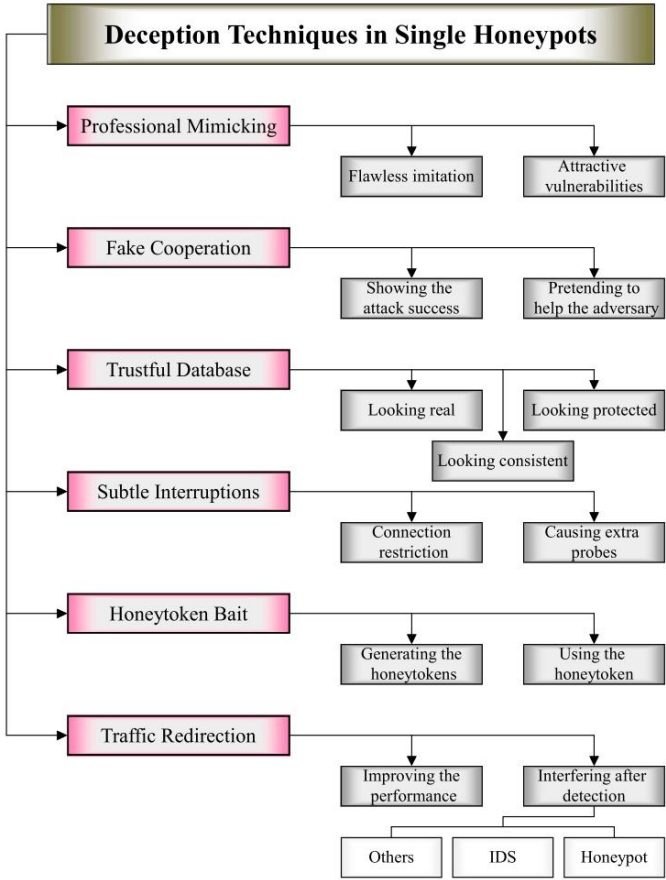 Deception Techniques in Single Honeypots
Professional Mimicking
Flawless imitation
Attractive
vulnerabilities
Fake Cooperation
Showing the
attack success
Pretending to
help the adversary
Trustful Database
Looking real
Looking protected
Looking consistent
Subtle Interruptions
Connection
restriction
Causing extra
probes
Honeytoken Bait
Generating the
honeytokens
Using the
honeytoken
Traffic Redirection
Improving the
performance
Interfering after
detection
Others
IDS
Honeypot